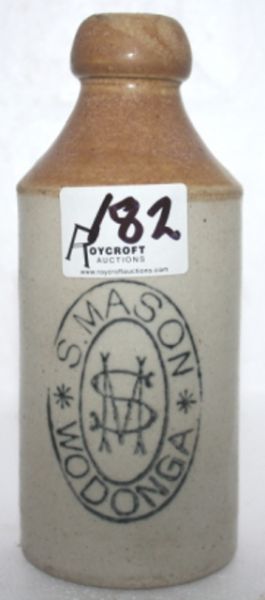 182
ROYCROFT
AUCTIONS
www.roycroftauctions.com
S. MASON
* WODONGA *